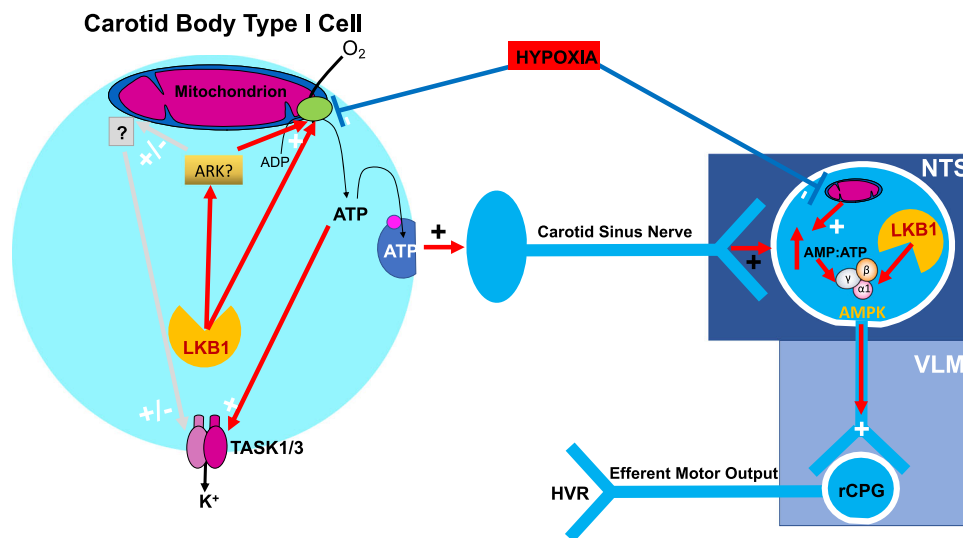 Carotid Body Type I Cell
O₂
HYPOXIA
Mitochondrion
?
+/-
+
-
ADP
ARK?
ATP
ATP
+
Carotid Sinus Nerve
+
LKB1
+/-
+
TASK1/3
K⁺
NTS
-
+
LKB1
AMP:ATP
γ
β
α1
AMPK
VLM
+
Efferent Motor Output
HVR
rCPG